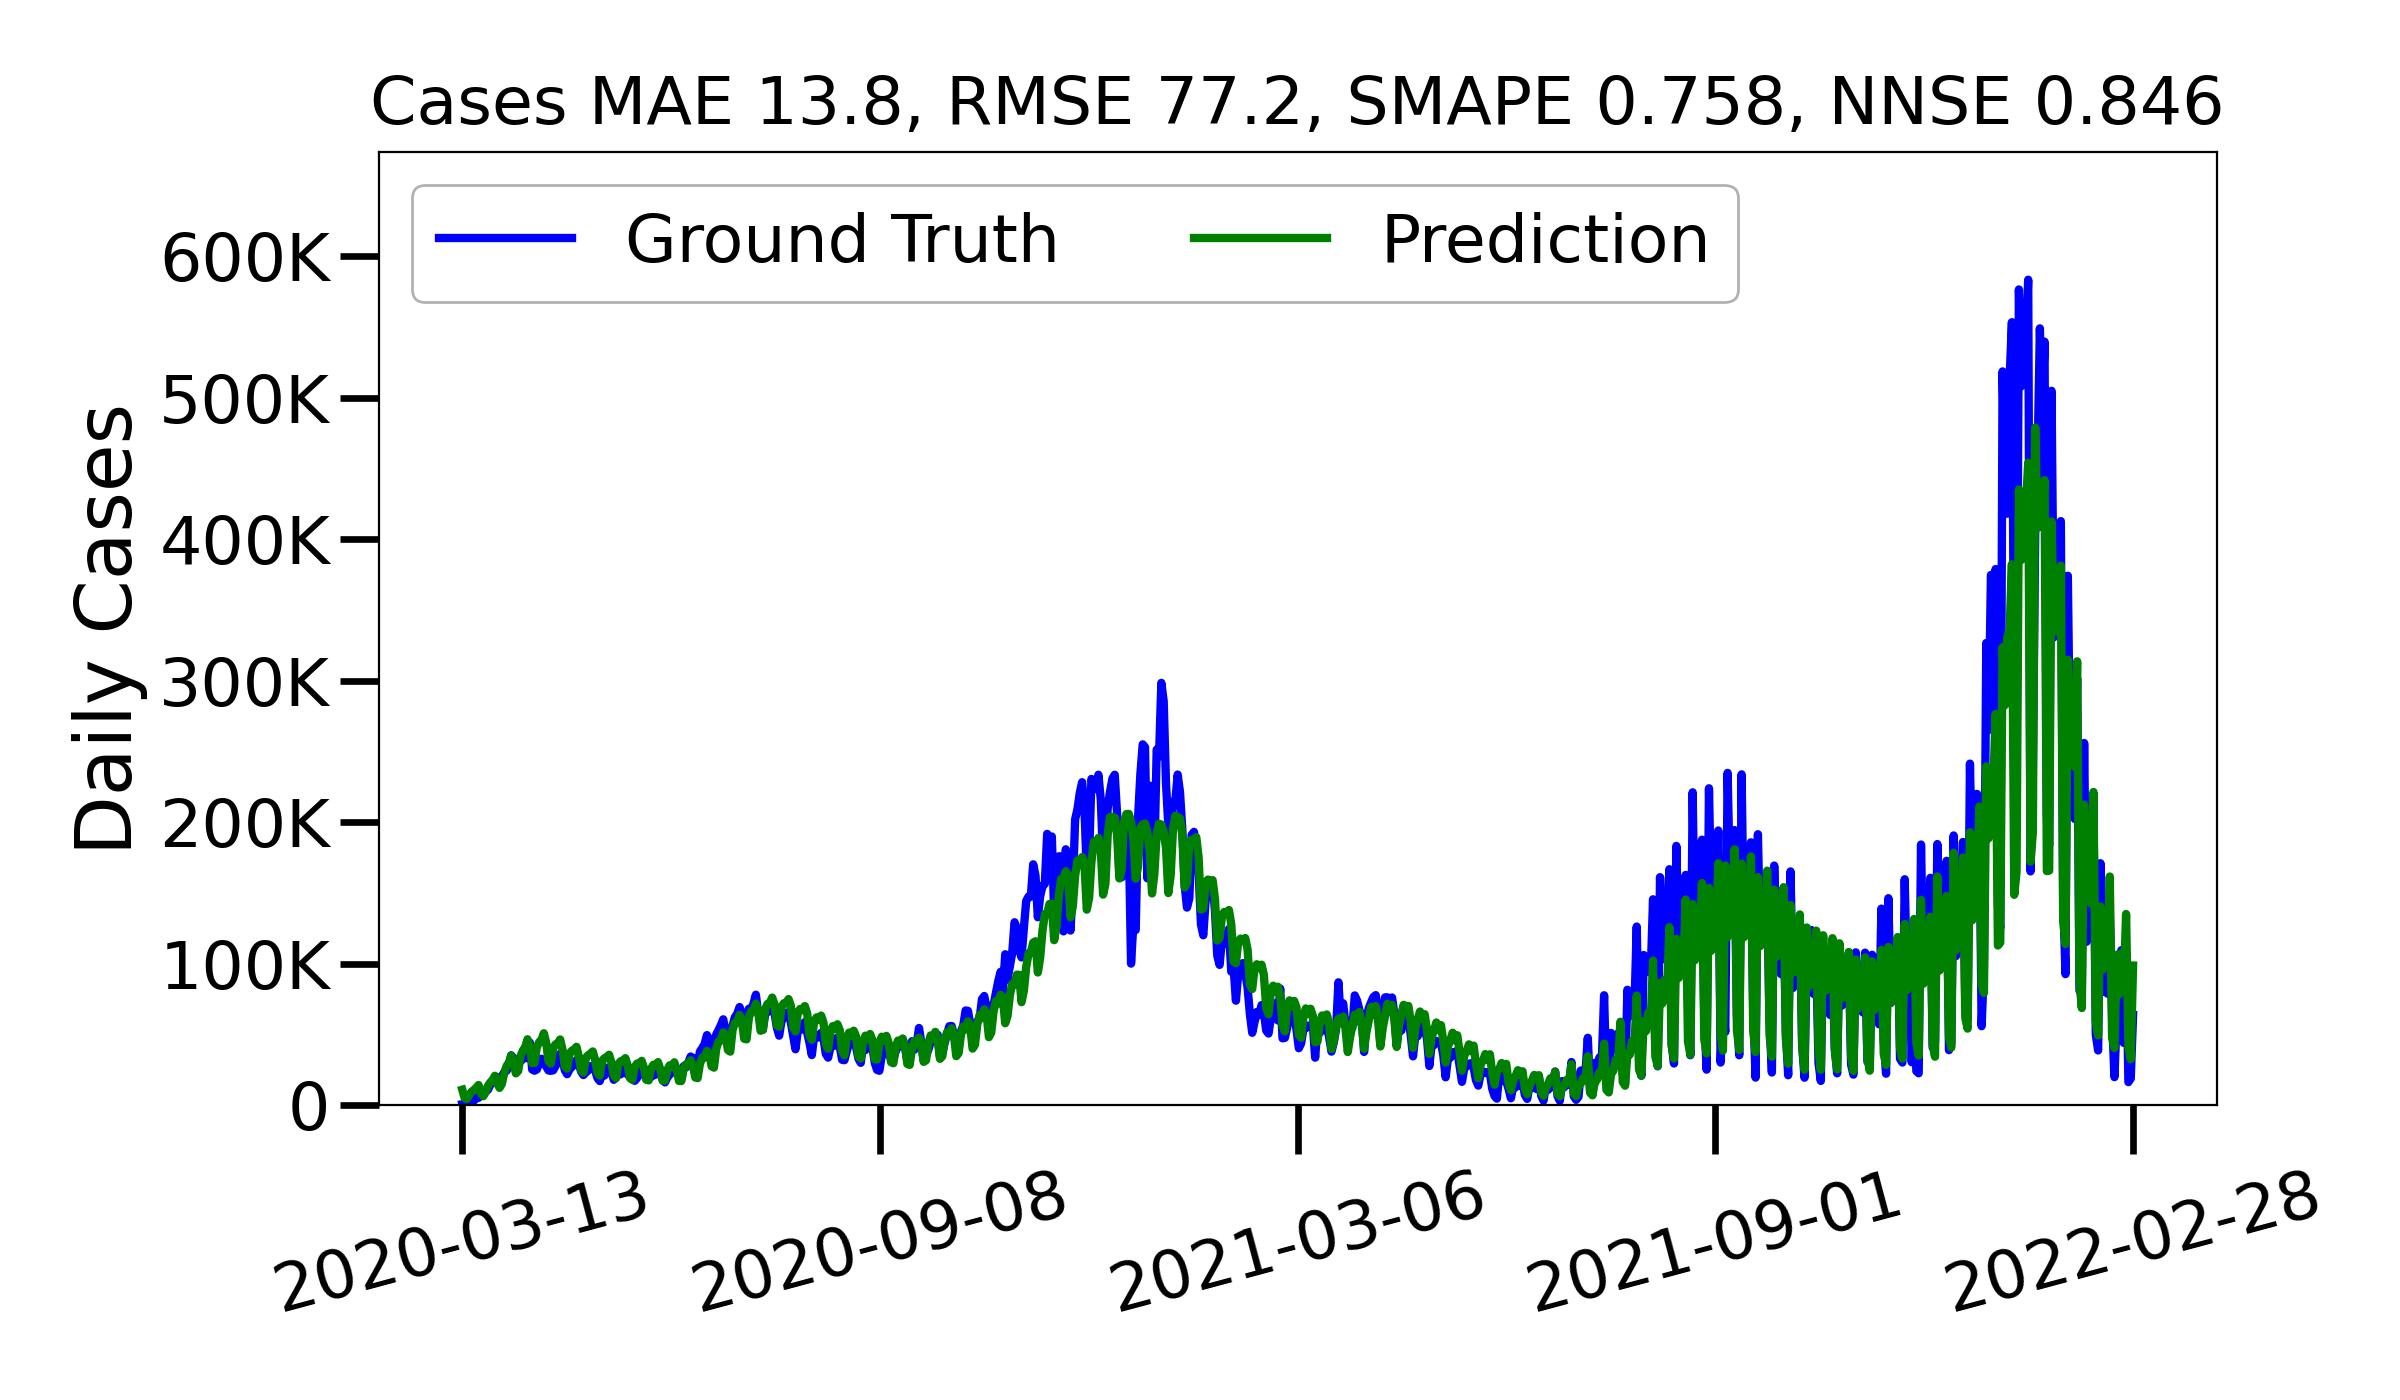 Cases MAE 13.8, RMSE 77.2, SMAPE 0.758, NNSE 0.846
Ground Truth
Prediction
Daily Cases
600K
500K
400K
300K
200K
100K
0
2020-03-13
2020-09-08
2021-03-06
2021-09-01
2022-02-28